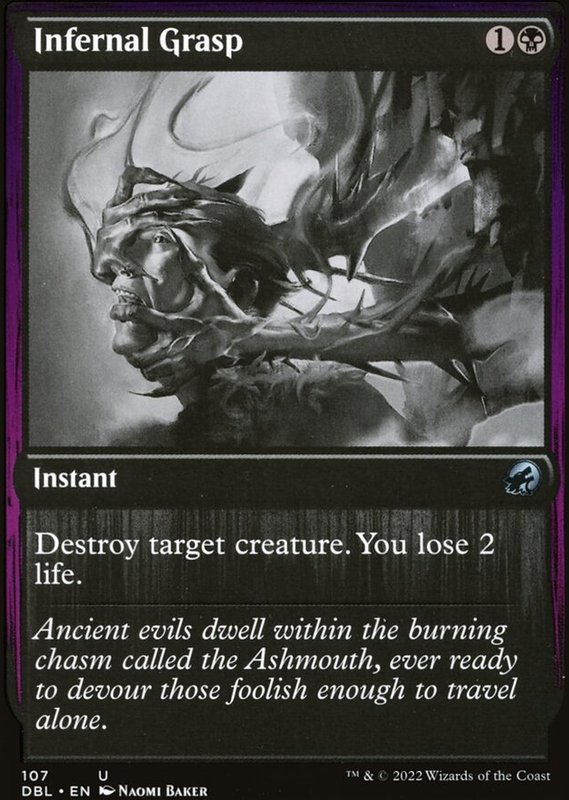 Infernal Grasp 1
Instant
Destroy target creature. You lose 2
life.
Ancient evils dwell within the burning
chasm called the Ashmouth, ever ready
to devour those foolish enough to travel
alone.
107 U
DBL • EN Naomi Baker
™ & © 2022 Wizards of the Coast